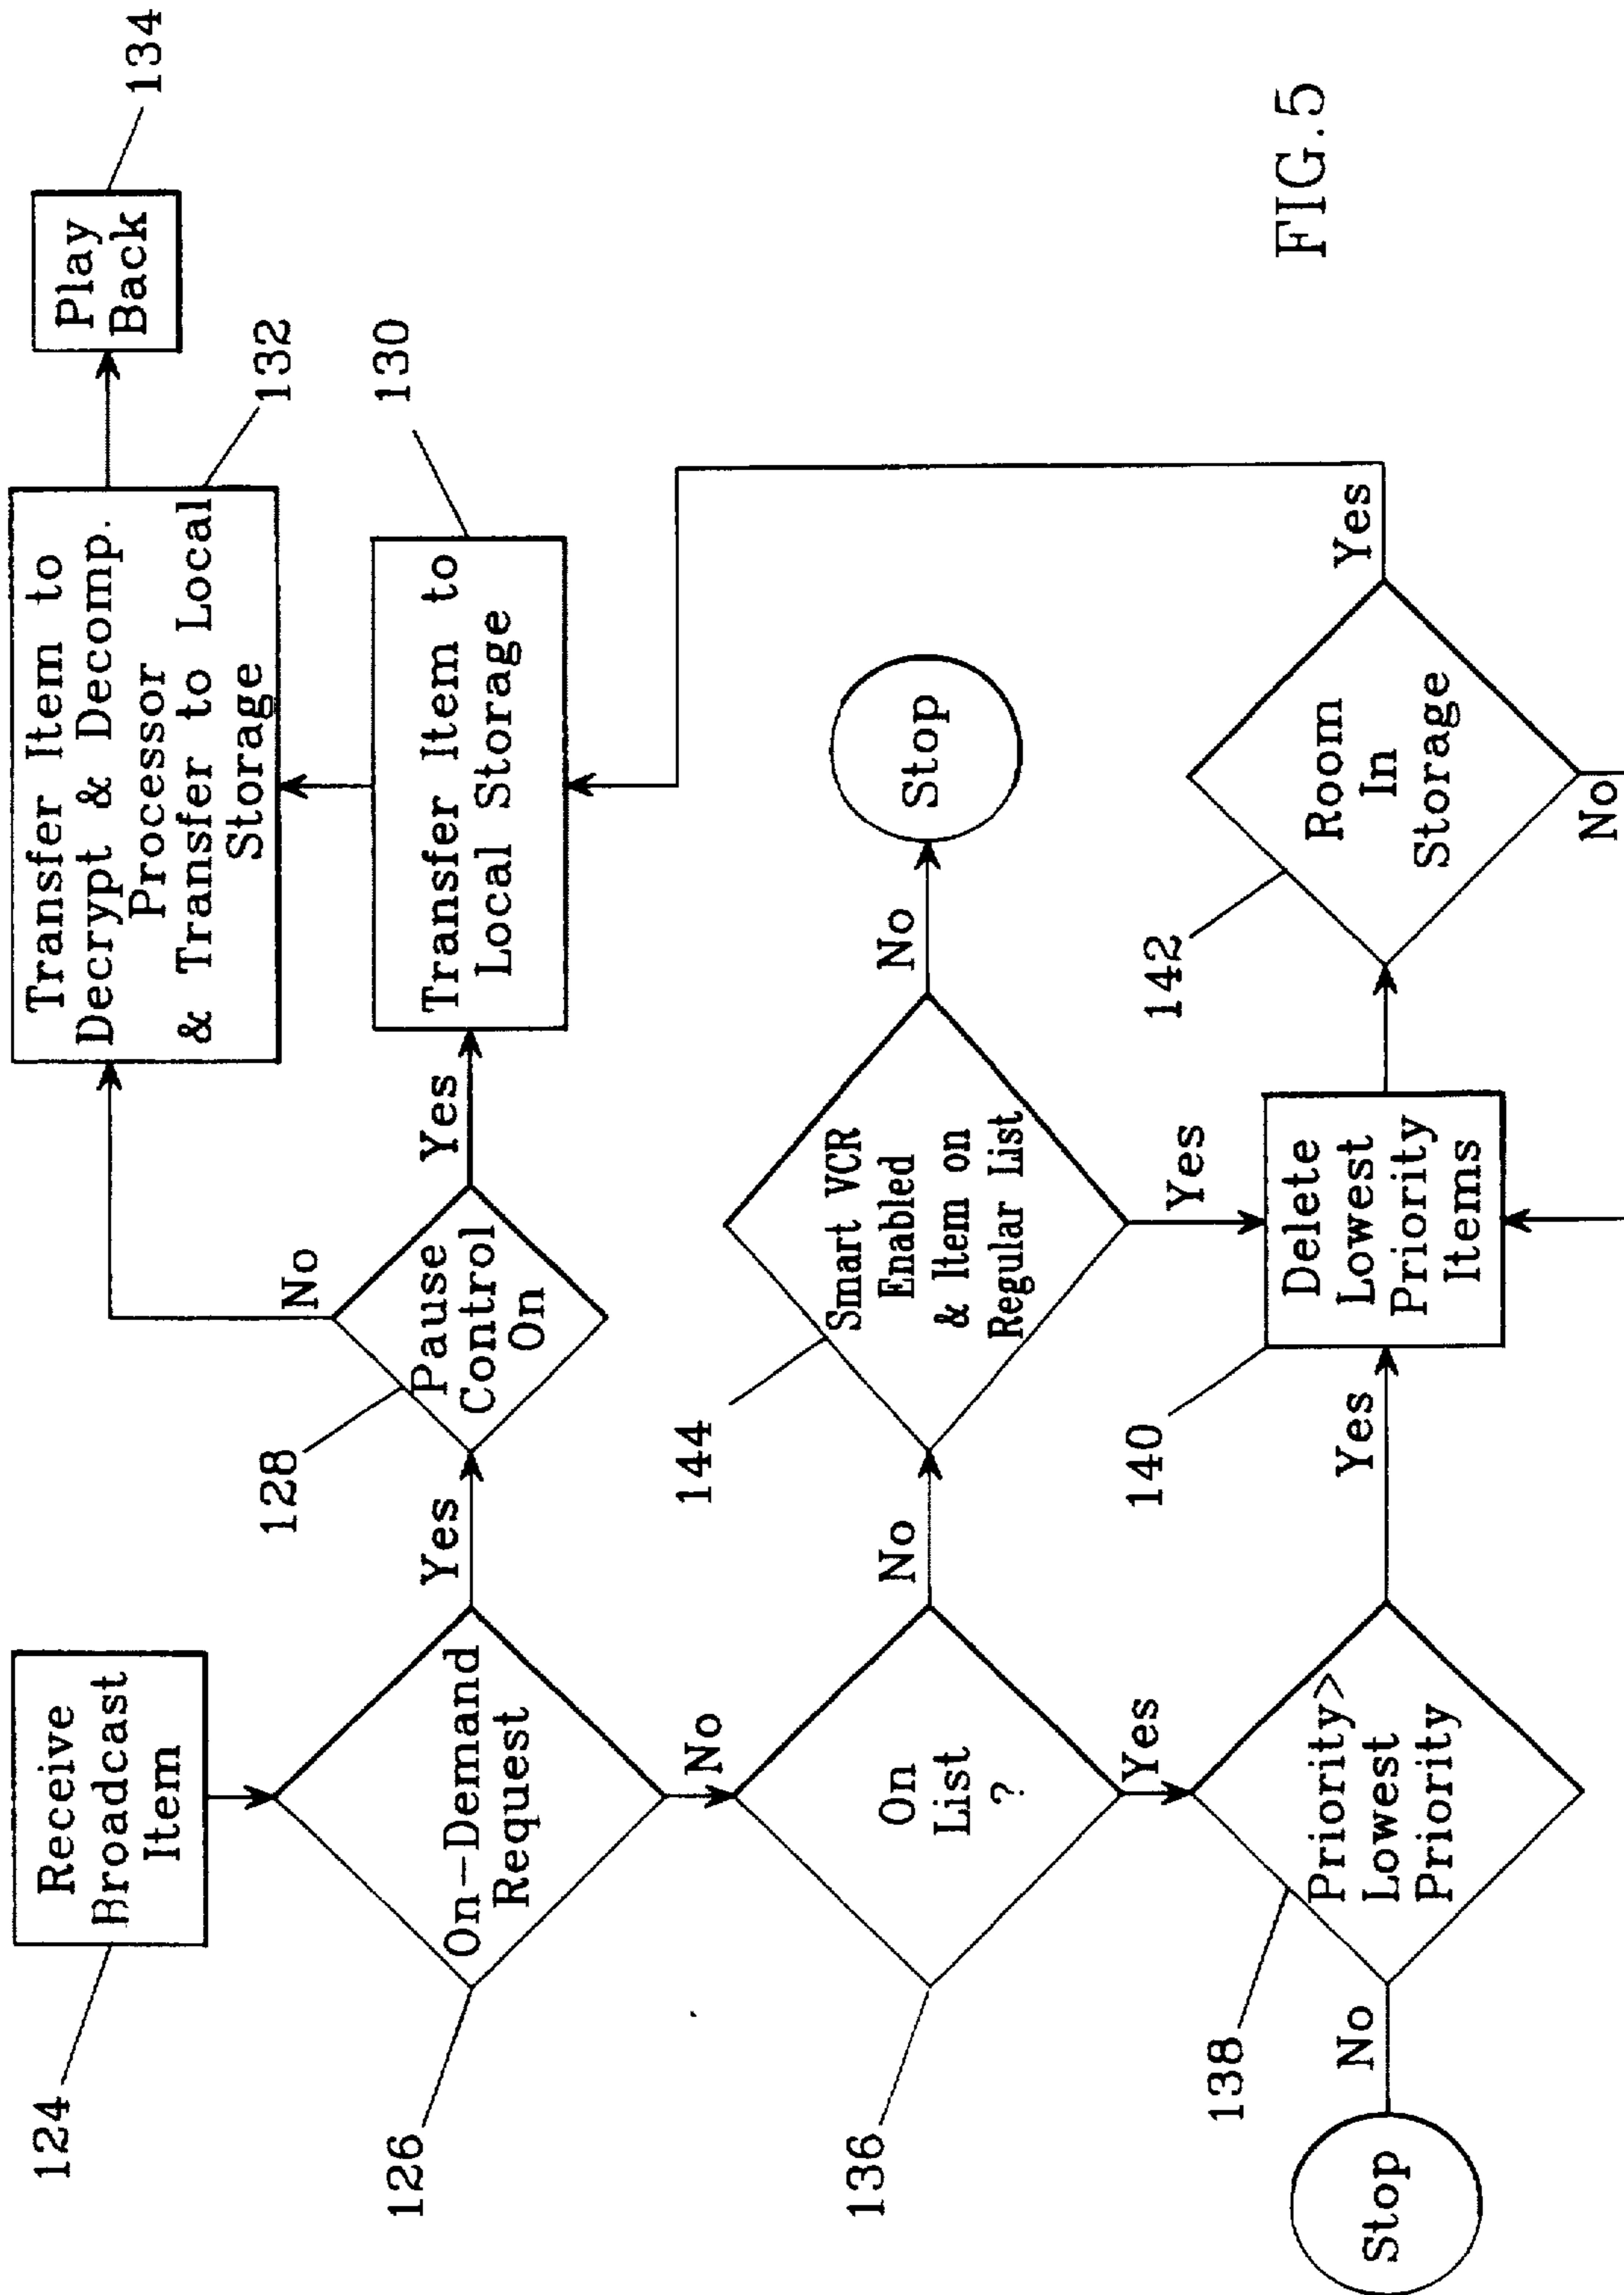 124
Receive
Broadcast
Item
126
On-Demand
Request
Yes
No
128
Pause
Control
On
No
Yes
Transfer Item to
Decrypt & Decomp.
Processor
& Transfer to Local
Storage
132
Play
Back
134
Transfer Item to
Local Storage
130
136
On
List
?
No
Yes
144
Smart VCR
Enabled
& Item on
Regular List
No
Stop
Yes
138
Priority>
Lowest
Priority
No
Stop
Yes
140
Delete
Lowest
Priority
Items
142
Room
In
Storage
Yes
No
FIG.5